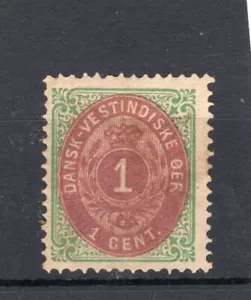 DANSK-VESTINDISKE ØER
1
1 CENT.